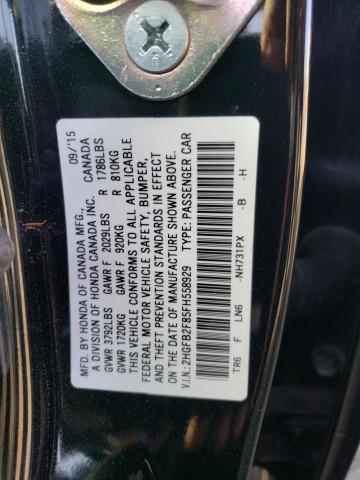 MFD. BY HONDA OF CANADA MFG., 09/'15
A DIVISION OF HONDA CANADA INC. CANADA
GVWR 3792LBS GAWR F 2029LBS R 1786LBS
GVWR 1720KG GAWR F 920KG R 810KG
THIS VEHICLE CONFORMS TO ALL APPLICABLE
FEDERAL MOTOR VEHICLE SAFETY, BUMPER,
AND THEFT PREVENTION STANDARDS IN EFFECT
ON THE DATE OF MANUFACTURE SHOWN ABOVE.
V.I.N.: 2HGFB2F85FH558929 TYPE: PASSENGER CAR
TR6 F LN6 -NH731PX -B -H